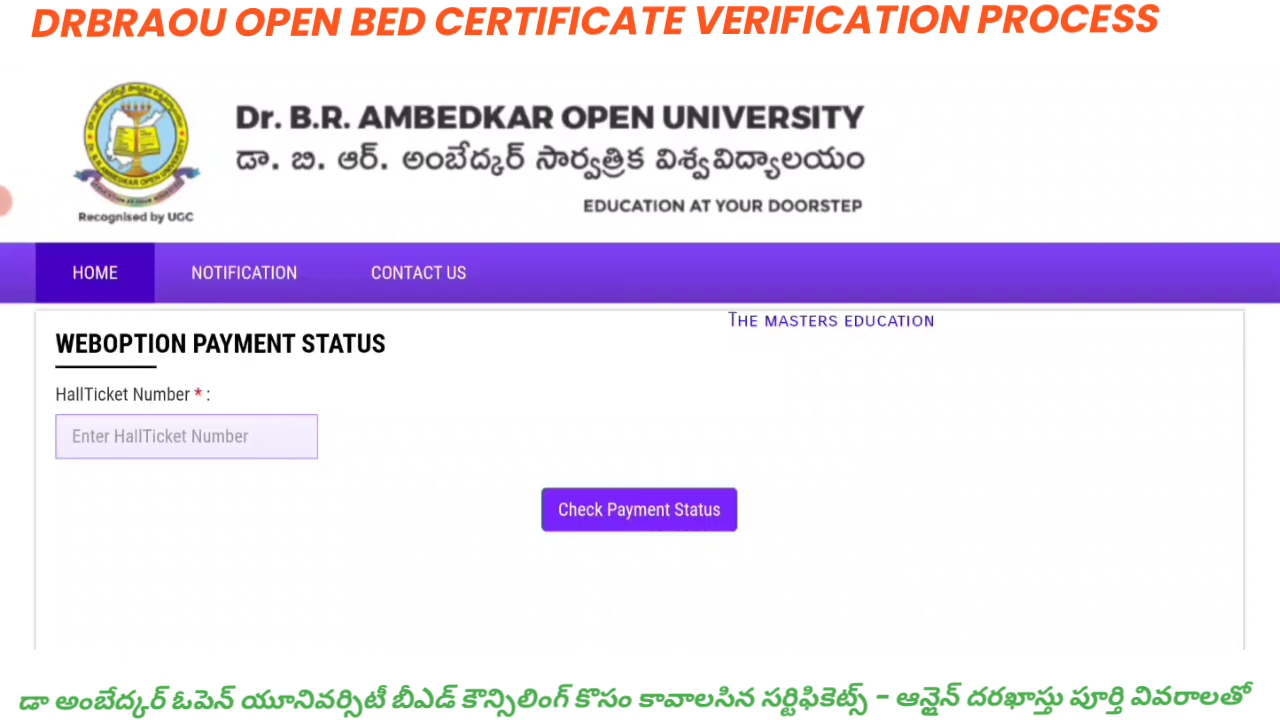 DRBRAOU OPEN BED CERTIFICATE VERIFICATION PROCESS
Dr. B.R. AMBEDKAR OPEN UNIVERSITY
డా. బి. ఆర్. అంబేద్కర్ సార్వత్రిక విశ్వవిద్యాలయం
EDUCATION AT YOUR DOORSTEP
Recognised by UGC
HOME NOTIFICATION CONTACT US
THE MASTERS EDUCATION
WEBOPTION PAYMENT STATUS
HallTicket Number * :
Enter HallTicket Number
Check Payment Status
డా అంబేద్కర్ ఓపెన్ యూనివర్సిటీ బీఎడ్ కౌన్సిలింగ్ కొసం కావాలసిన సర్టిఫికెట్స్ - ఆన్లైన్ దరఖాస్తు పూర్తి వివరాలతో